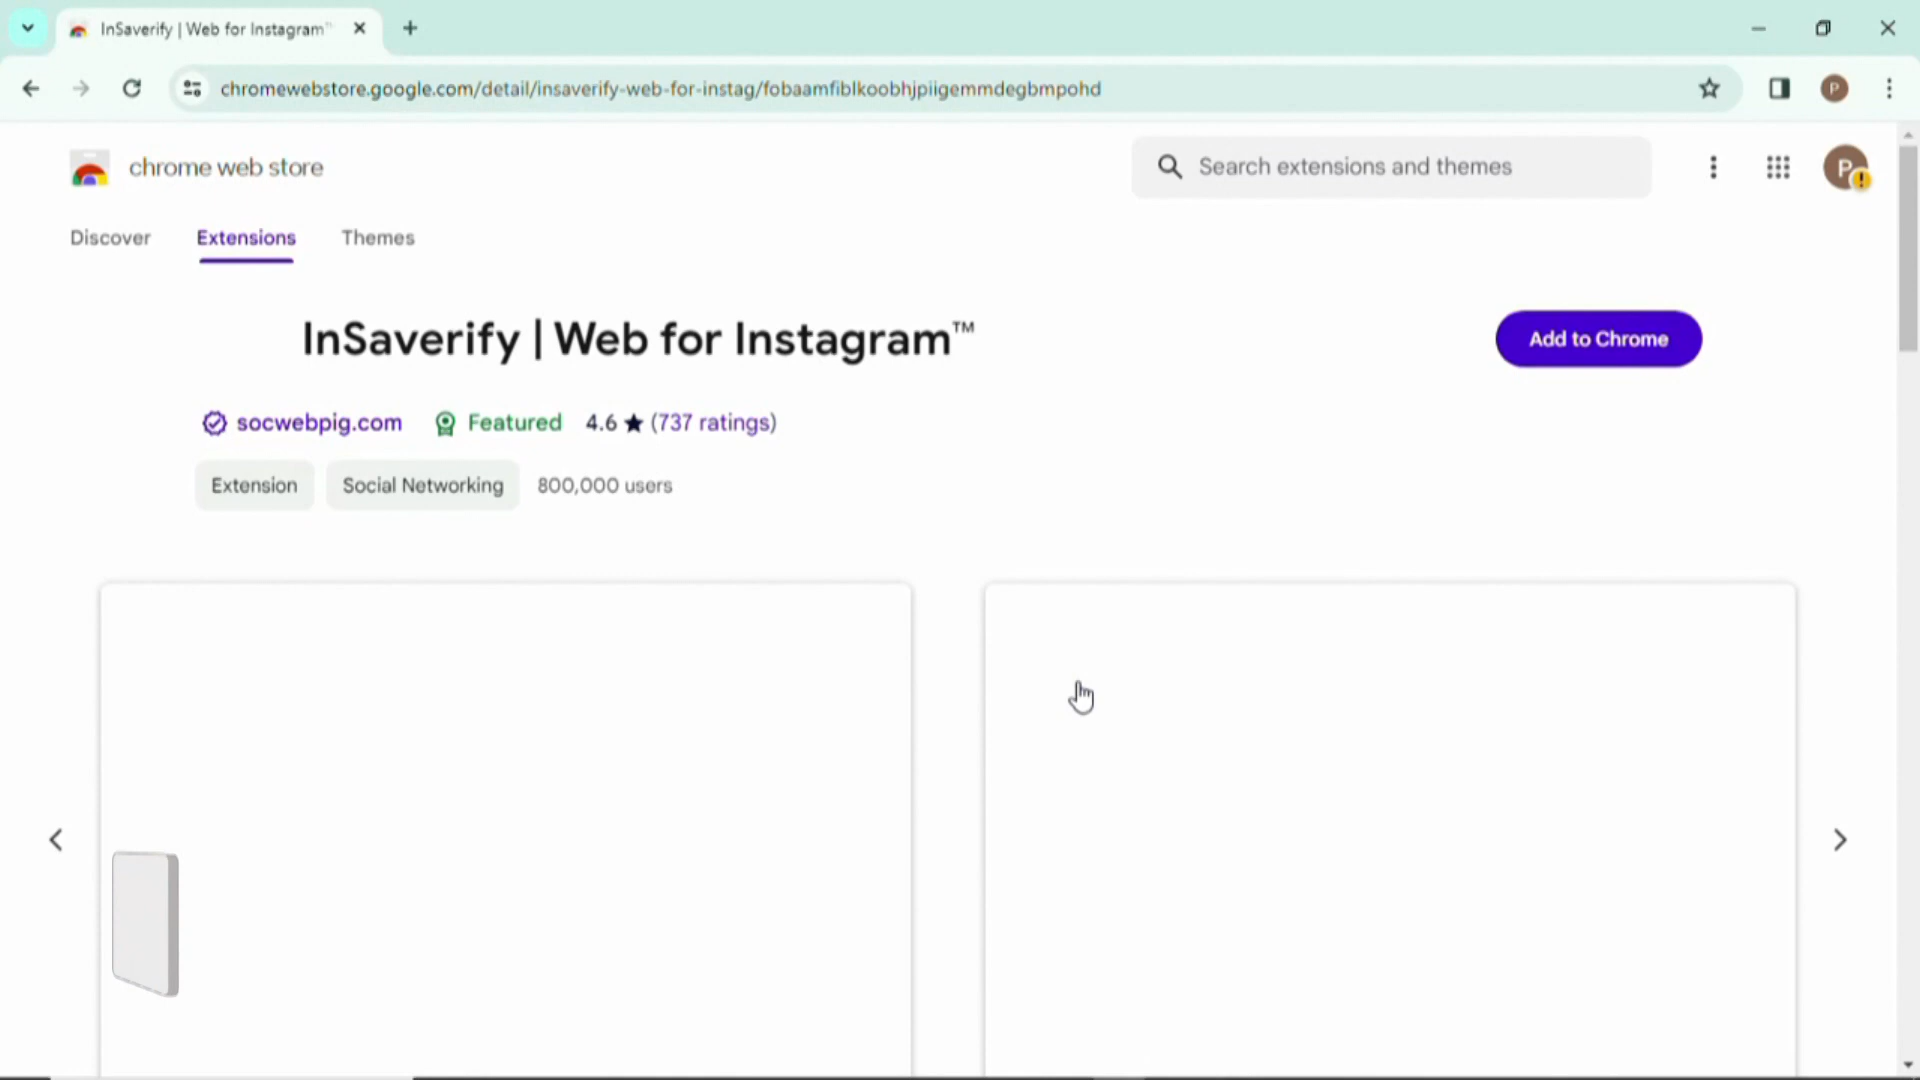 InSaverify | Web for Instagram™
chromewebstore.google.com/detail/insaverify-web-for-instag/fobaamfiblkoobhjpiigemmdegbmpohd
P
chrome web store
Search extensions and themes
P
Discover
Extensions
Themes
InSaverify | Web for Instagram™
Add to Chrome
socwebpig.com
Featured
4.6 ★ (737 ratings)
Extension
Social Networking
800,000 users